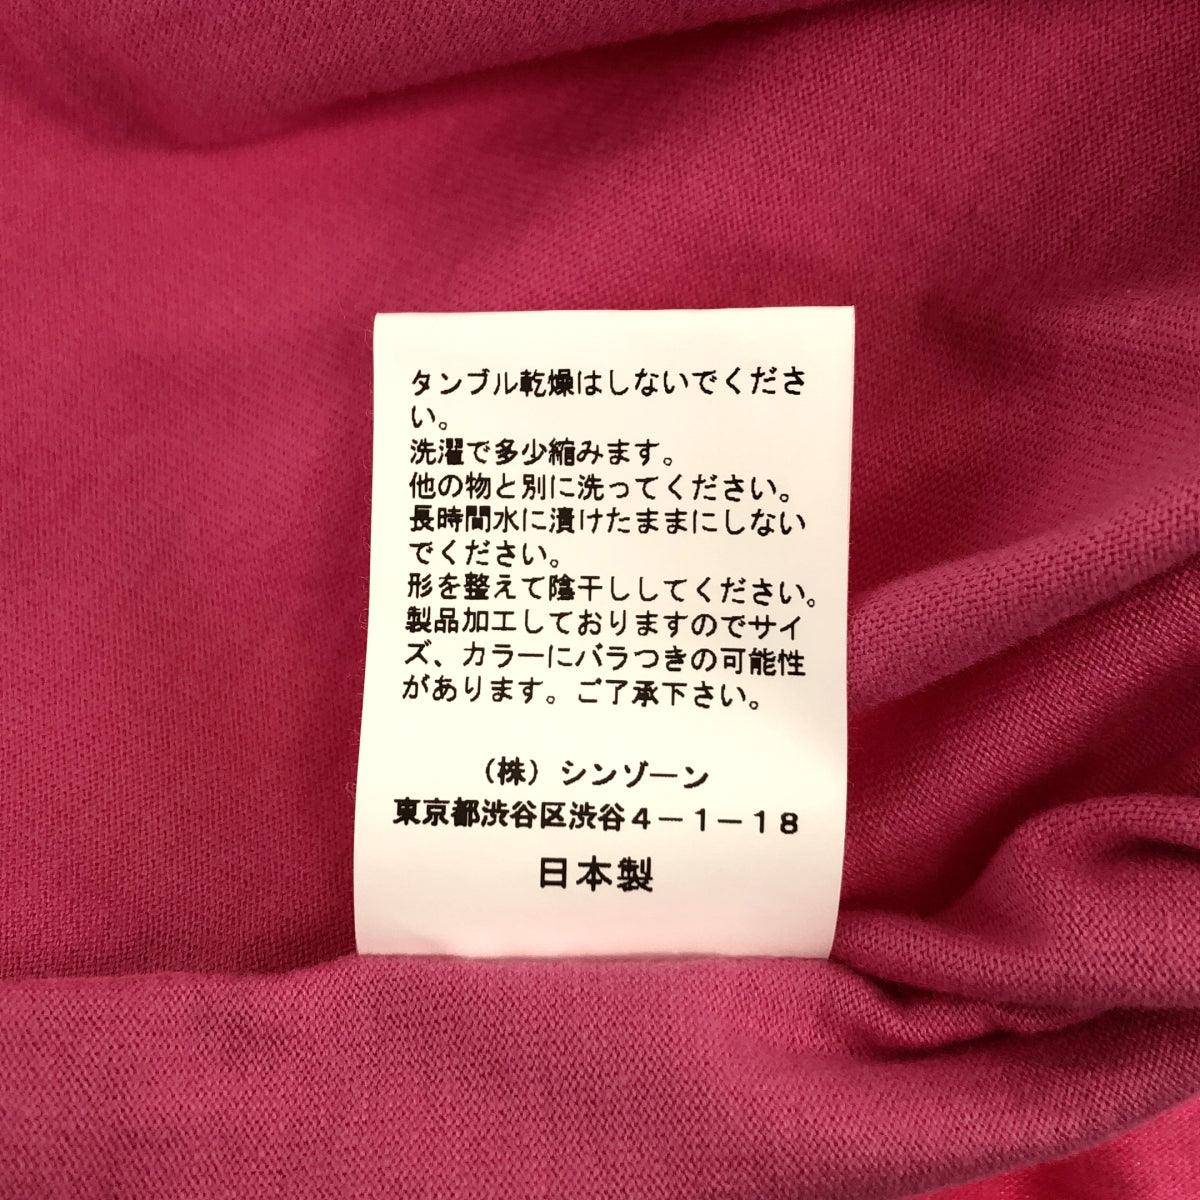 タンブル乾燥はしないでくださ
い。
洗濯で多少縮みます。
他の物と別に洗ってください。
長時間水に漬けたままにしない
でください。
形を整えて陰干ししてください。
製品加工しておりますのでサイ
ズ、カラーにバラつきの可能性
があります。ご了承下さい。
（株）シンゾーン
東京都渋谷区渋谷４－１－１８
日本製